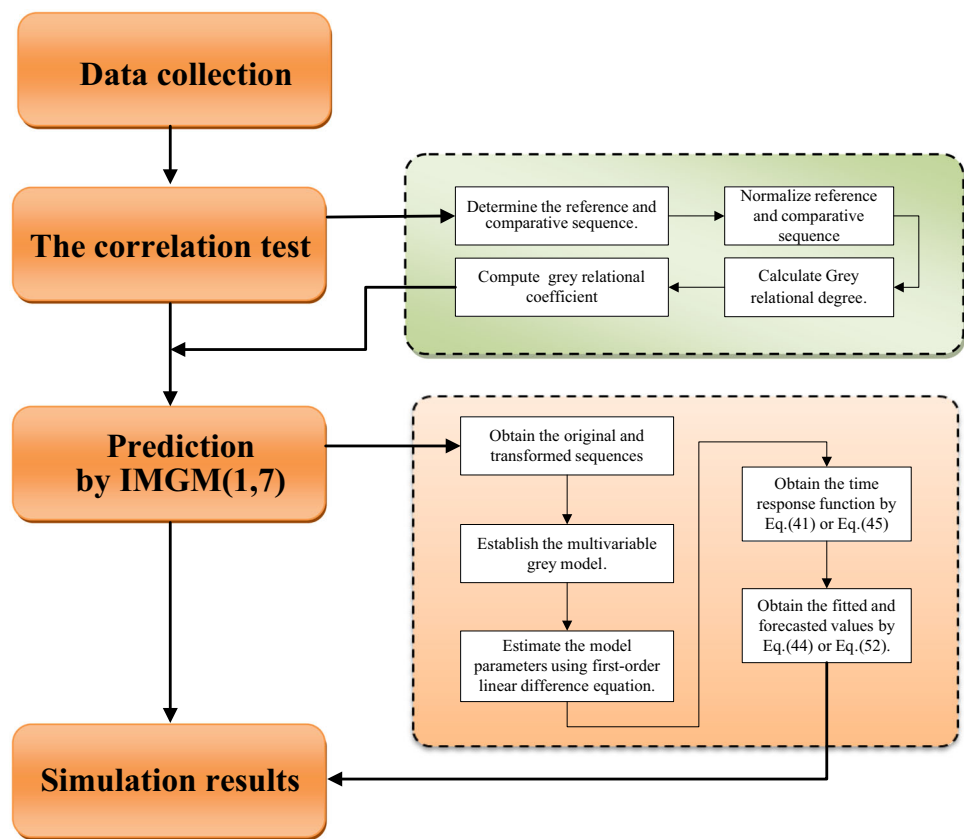 Data collection
The correlation test
Determine the reference and
comparative sequence.
Normalize reference
and comparative
sequence
Calculate Grey
relational degree.
Compute grey relational
coefficient
Prediction
by IMGM(1,7)
Obtain the original and
transformed sequences
Establish the multivariable
grey model.
Estimate the model
parameters using first-order
linear difference equation.
Obtain the time
response function by
Eq.(41) or Eq.(45)
Obtain the fitted and
forecasted values by
Eq.(44) or Eq.(52).
Simulation results